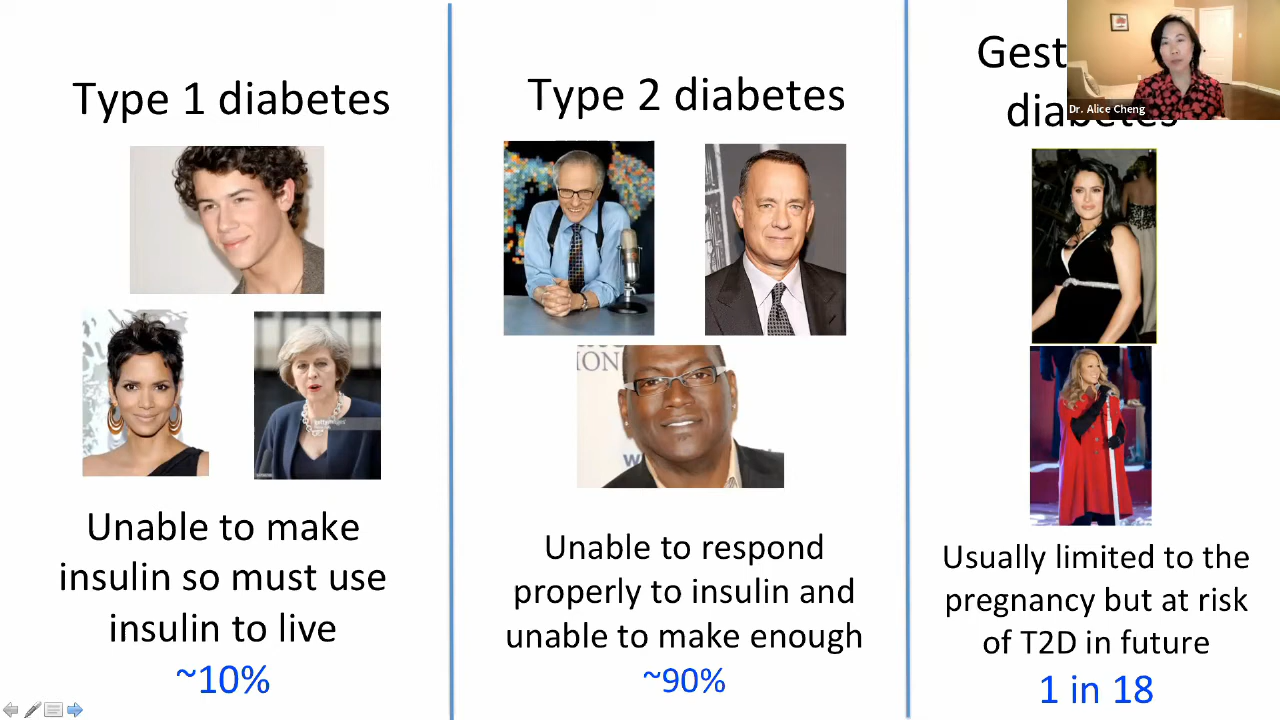 Type 1 diabetes
Unable to make
insulin so must use
insulin to live
~10%
Type 2 diabetes
ION
w
Unable to respond
properly to insulin and
unable to make enough
~90%
Gest
diabetes
Dr. Alice Cheng
Usually limited to the
pregnancy but at risk
of T2D in future
1 in 18